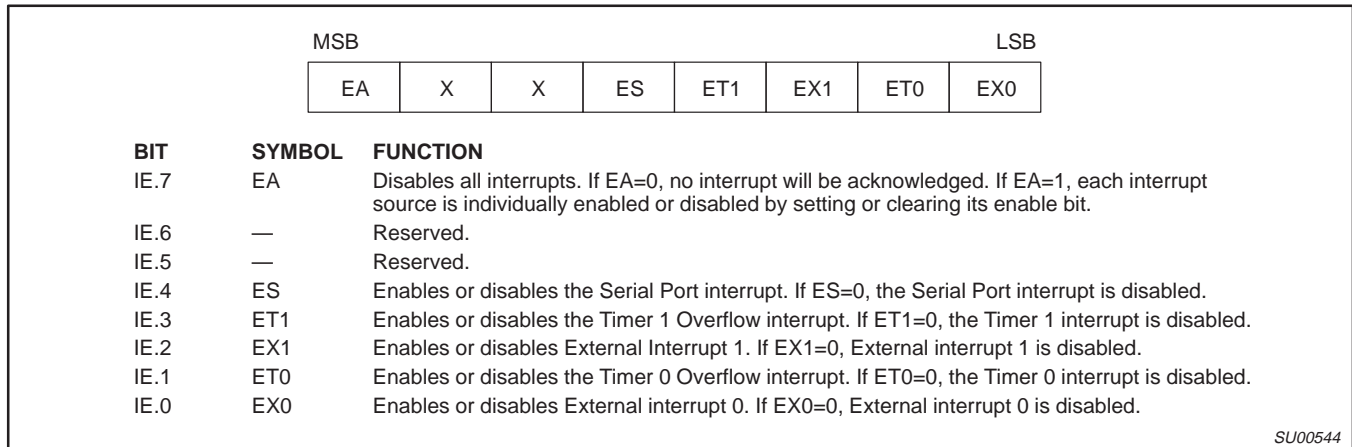 MSB LSB
EA X X ES ET1 EX1 ET0 EX0
BIT SYMBOL FUNCTION
IE.7 EA Disables all interrupts. If EA=0, no interrupt will be acknowledged. If EA=1, each interrupt
source is individually enabled or disabled by setting or clearing its enable bit.
IE.6 — Reserved.
IE.5 — Reserved.
IE.4 ES Enables or disables the Serial Port interrupt. If ES=0, the Serial Port interrupt is disabled.
IE.3 ET1 Enables or disables the Timer 1 Overflow interrupt. If ET1=0, the Timer 1 interrupt is disabled.
IE.2 EX1 Enables or disables External Interrupt 1. If EX1=0, External interrupt 1 is disabled.
IE.1 ET0 Enables or disables the Timer 0 Overflow interrupt. If ET0=0, the Timer 0 interrupt is disabled.
IE.0 EX0 Enables or disables External interrupt 0. If EX0=0, External interrupt 0 is disabled.
SU00544